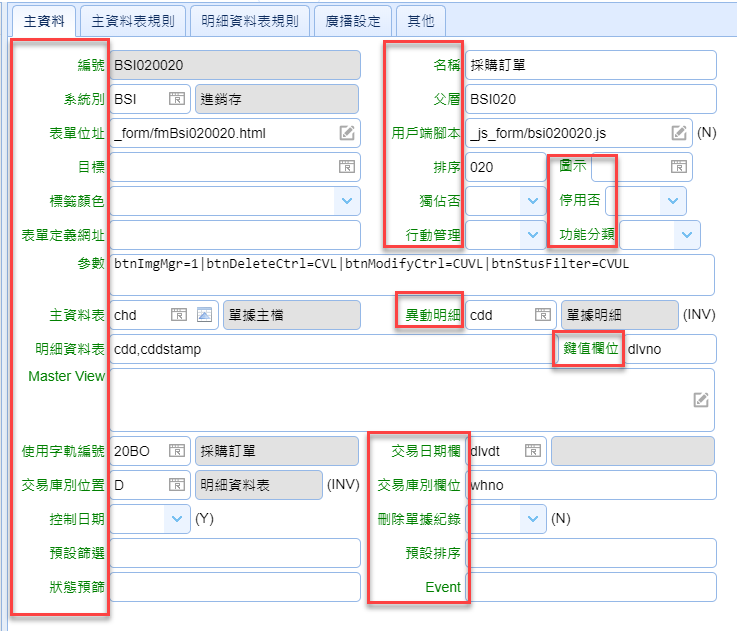 主資料 主資料表規則 明細資料表規則 廣播設定 其他
編號 BSI020020 名稱 採購訂單
系統別 BSI 進銷存 父層 BSI020
表單位址 _form/fmBsi020020.html 用戶端腳本 _js_form/bsi020020.js (N)
目標 排序 020 圖示
標籤顏色 獨佔否 停用否
表單定義網址 行動管理 功能分類
參數 btnImgMgr=1|btnDeleteCtrl=CVL|btnModifyCtrl=CUVL|btnStusFilter=CVUL
主資料表 chd 單據主檔 異動明細 cdd 單據明細 (INV)
明細資料表 cdd,cddstamp 鍵值欄位 dlvno
Master View
使用字軌編號 20BO 採購訂單 交易日期欄 dlvdt
交易庫別位置 D 明細資料表 (INV) 交易庫別欄位 whno
控制日期 (Y) 刪除單據紀錄 (N)
預設篩選 預設排序
狀態預篩 Event